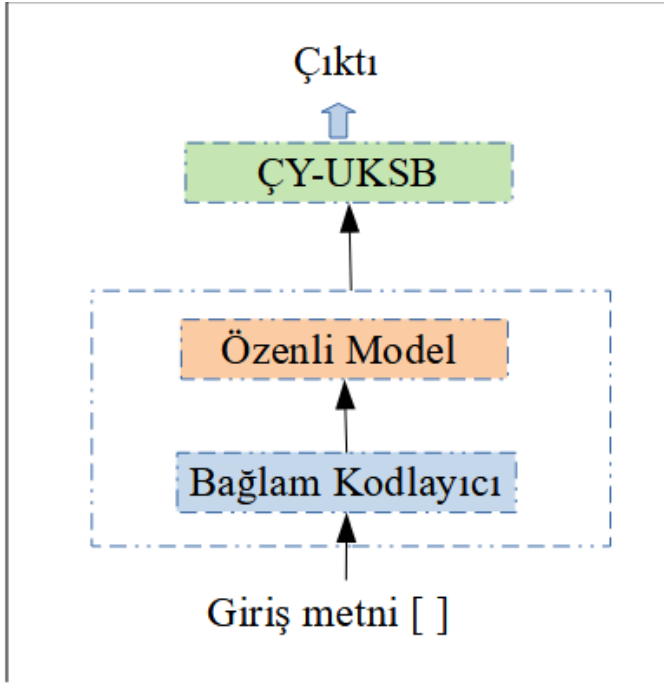 Çıktı
ÇY-UKSB
Özenli Model
Bağlam Kodlayıcı
Giriş metni [ ]